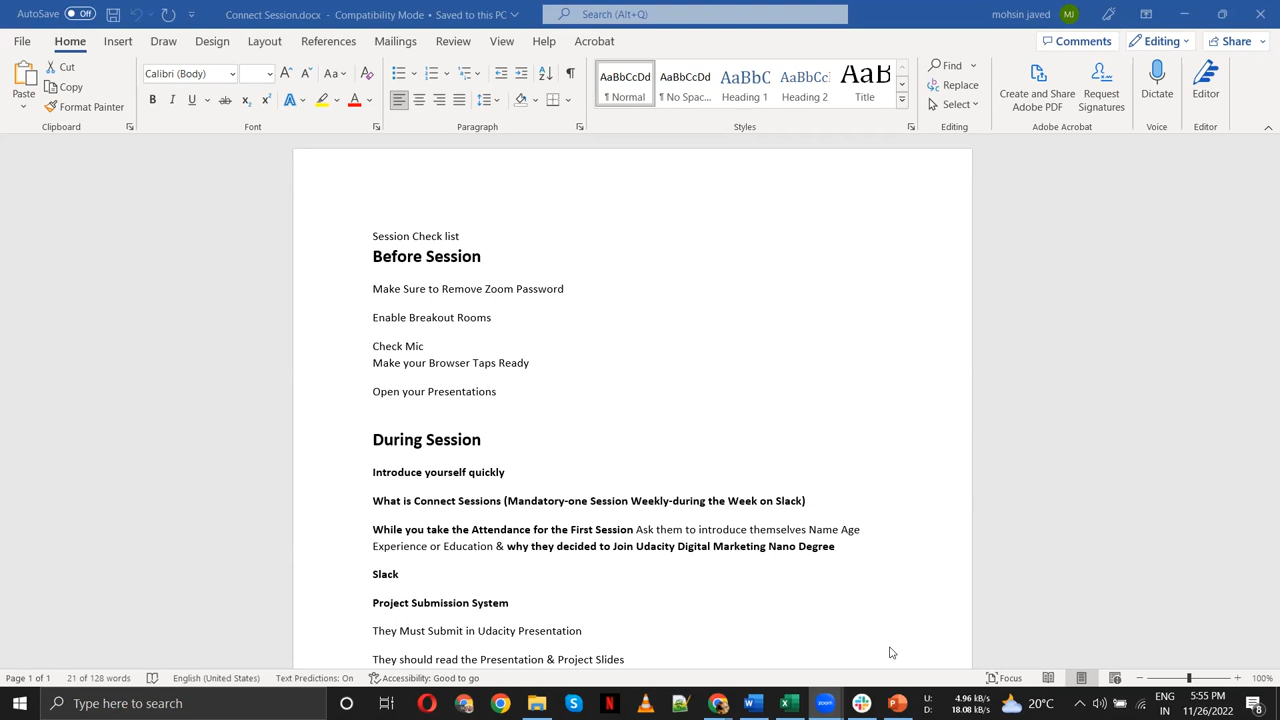 AutoSave Off
Connect Session.docx - Compatibility Mode - Saved to this PC
Search (Alt+Q)
mohsin javed
MJ
File Home Insert Draw Design Layout References Mailings Review View Help Acrobat
Comments
Editing
Share
Paste
Cut
Copy
Format Painter
Clipboard
Calibri (Body)
Font
Paragraph
AaBbCcDd
¶ Normal
AaBbCcDd
¶ No Spac...
AaBbC
Heading 1
AaBbCc
Heading 2
AaB
Title
Styles
Find
Replace
Select
Editing
Create and Share
Adobe PDF
Request
Signatures
Adobe Acrobat
Dictate
Voice
Editor
Editor
Session Check list
Before Session
Make Sure to Remove Zoom Password
Enable Breakout Rooms
Check Mic
Make your Browser Taps Ready
Open your Presentations
During Session
Introduce yourself quickly
What is Connect Sessions (Mandatory-one Session Weekly-during the Week on Slack)
While you take the Attendance for the First Session Ask them to introduce themselves Name Age
Experience or Education & why they decided to Join Udacity Digital Marketing Nano Degree
Slack
Project Submission System
They Must Submit in Udacity Presentation
They should read the Presentation & Project Slides
Page 1 of 1
21 of 128 words
English (United States)
Text Predictions: On
Accessibility: Good to go
Focus
100%
Type here to search
U: 4.96 kB/s
D: 18.08 kB/s
20°C
ENG
IN
5:55 PM
11/26/2022
8